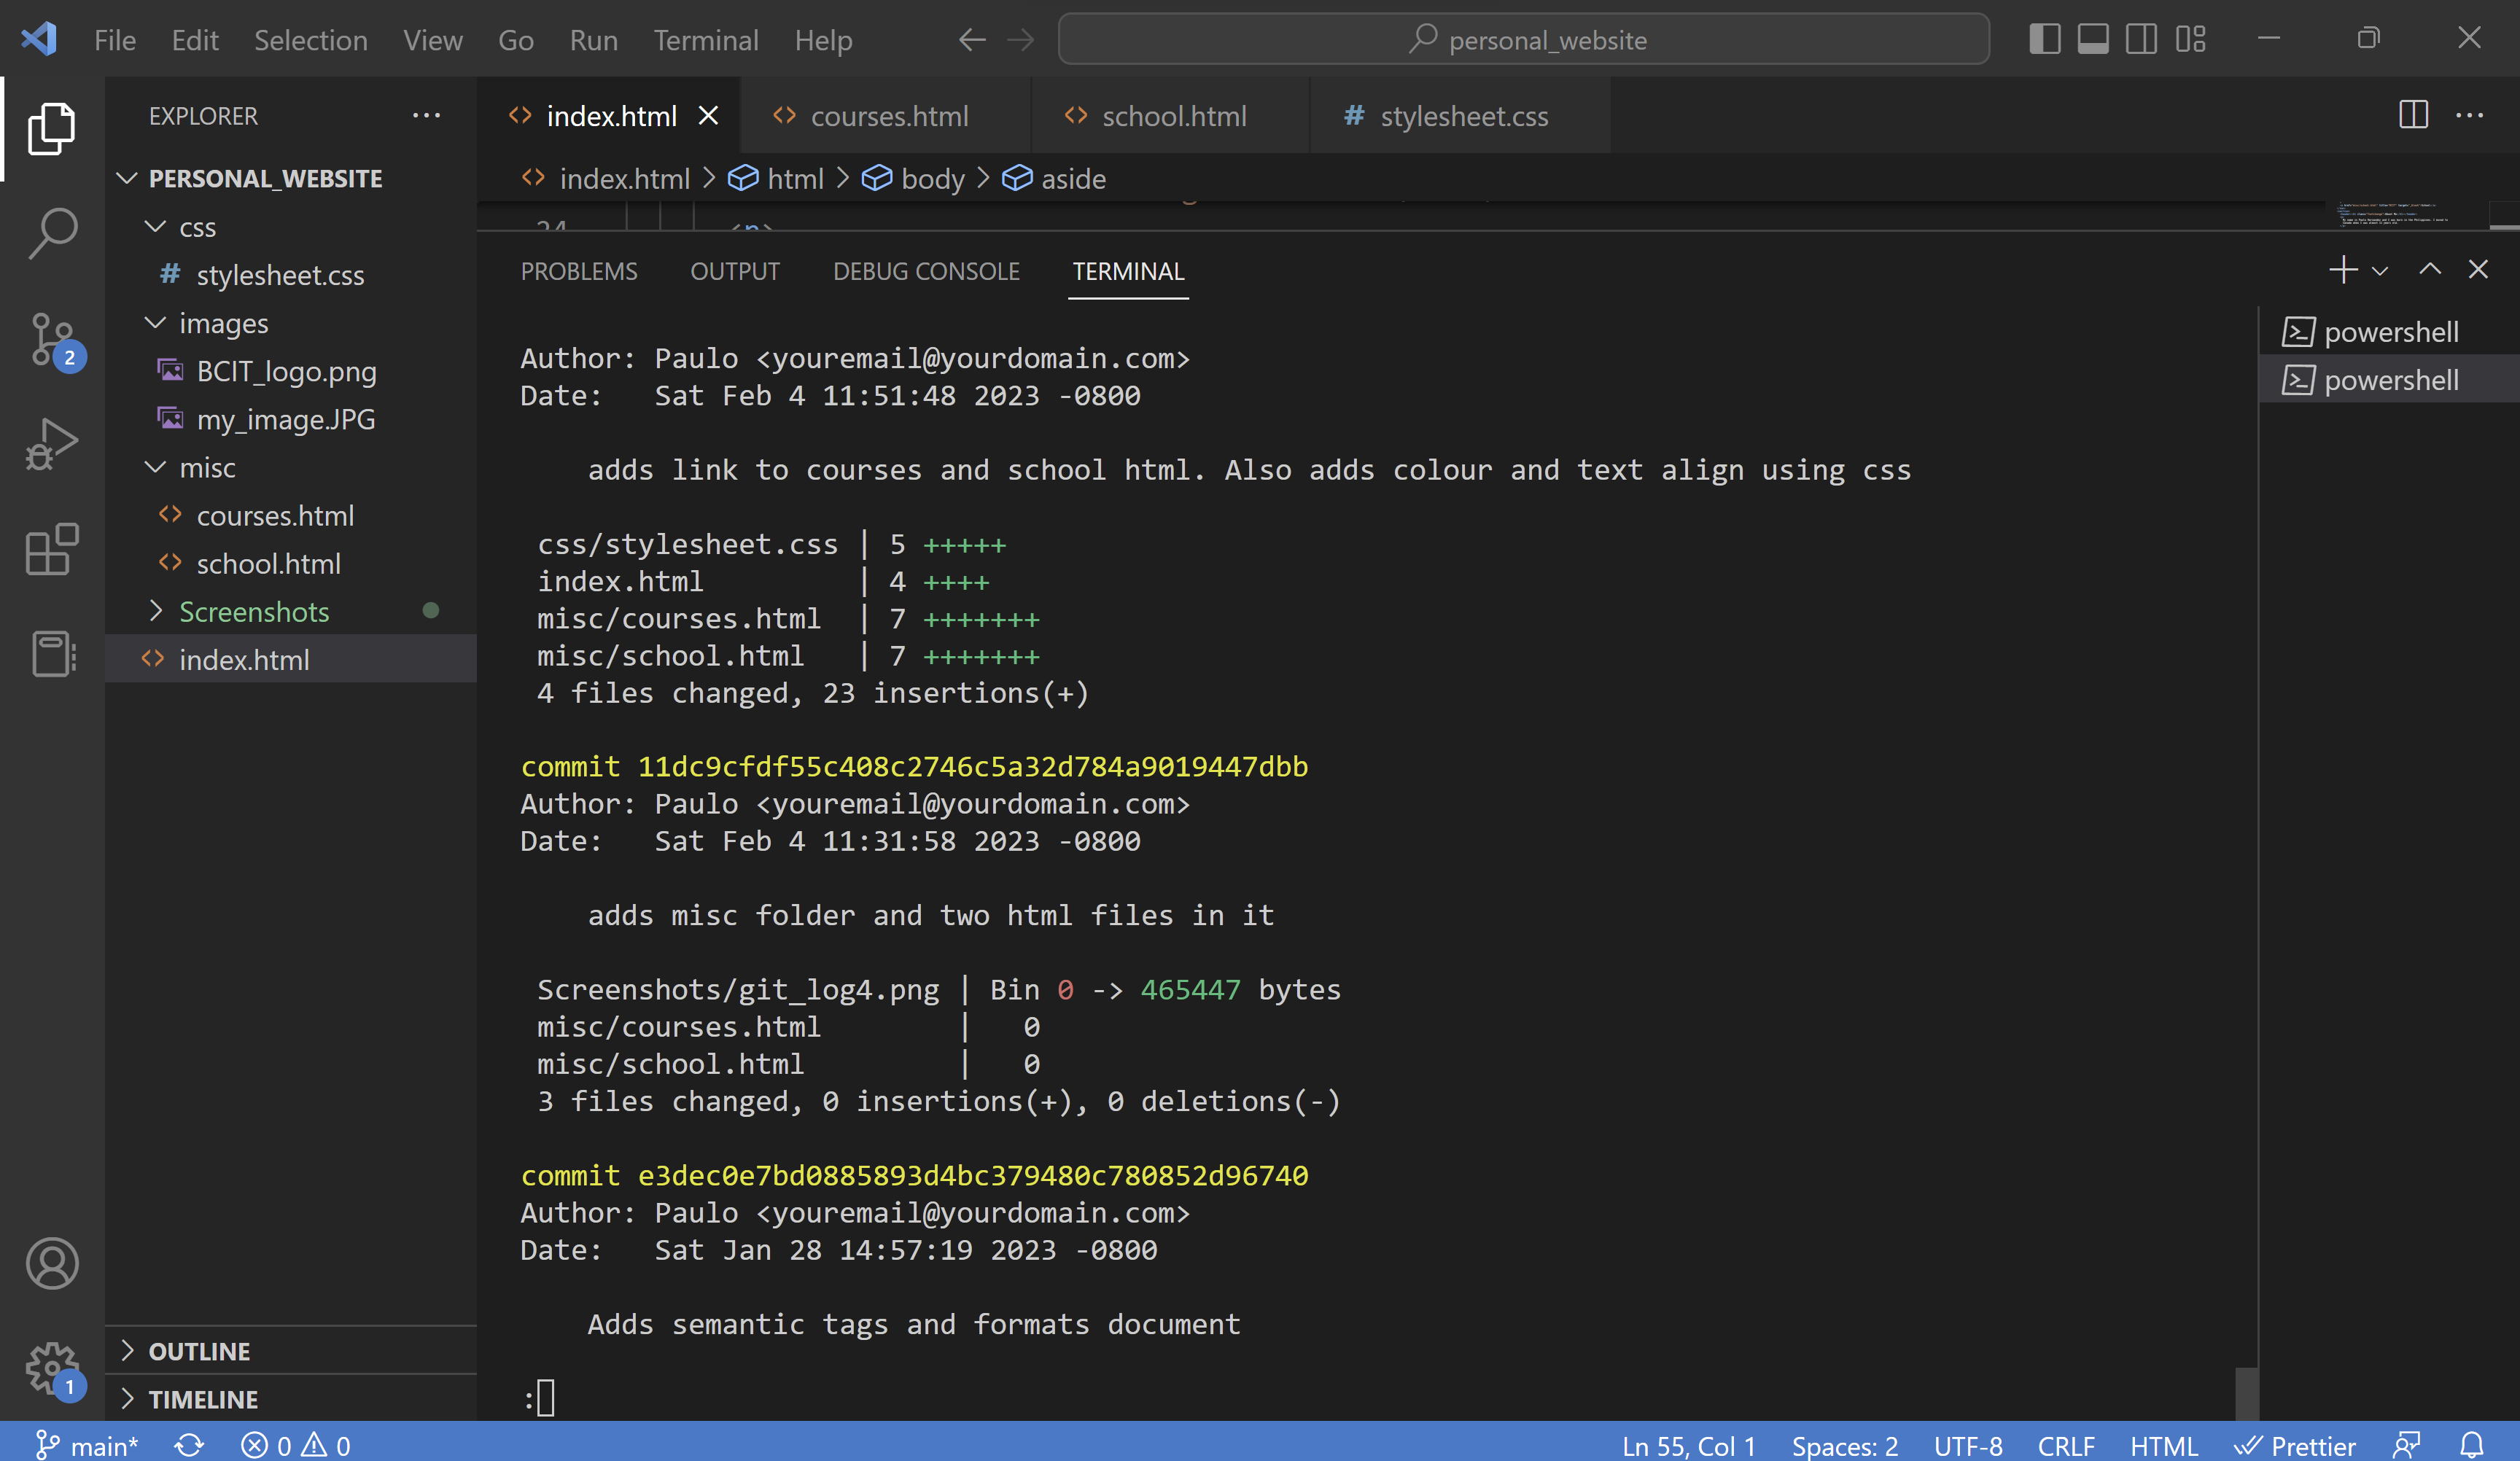 File Edit Selection View Go Run Terminal Help personal_website
EXPLORER
PERSONAL_WEBSITE
css
# stylesheet.css
images
BCIT_logo.png
my_image.JPG
misc
<> courses.html
<> school.html
Screenshots
<> index.html
OUTLINE
TIMELINE
2
1
<> index.html <> courses.html <> school.html # stylesheet.css
<> index.html > html > body > aside
24 <p>
PROBLEMS OUTPUT DEBUG CONSOLE TERMINAL
Author: Paulo <youremail@yourdomain.com>
Date:   Sat Feb 4 11:51:48 2023 -0800
adds link to courses and school html. Also adds colour and text align using css
css/stylesheet.css | 5 +++++
index.html         | 4 ++++
misc/courses.html  | 7 +++++++
misc/school.html   | 7 +++++++
4 files changed, 23 insertions(+)
commit 11dc9cfdf55c408c2746c5a32d784a9019447dbb
Author: Paulo <youremail@yourdomain.com>
Date:   Sat Feb 4 11:31:58 2023 -0800
adds misc folder and two html files in it
Screenshots/git_log4.png | Bin 0 -> 465447 bytes
misc/courses.html        |   0
misc/school.html         |   0
3 files changed, 0 insertions(+), 0 deletions(-)
commit e3dec0e7bd0885893d4bc379480c780852d96740
Author: Paulo <youremail@yourdomain.com>
Date:   Sat Jan 28 14:57:19 2023 -0800
Adds semantic tags and formats document
:
powershell
powershell
main* 0 0 Ln 55, Col 1 Spaces: 2 UTF-8 CRLF HTML Prettier